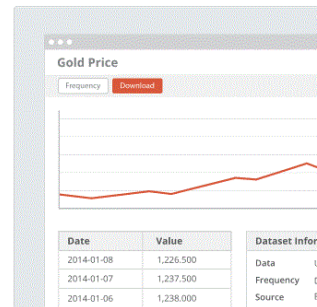 Gold Price
Frequency Download
Date Value Dataset Infor
2014-01-08 1,226.500
2014-01-07 1,237.500
2014-01-06 1,238.000
Data
Frequency
Source